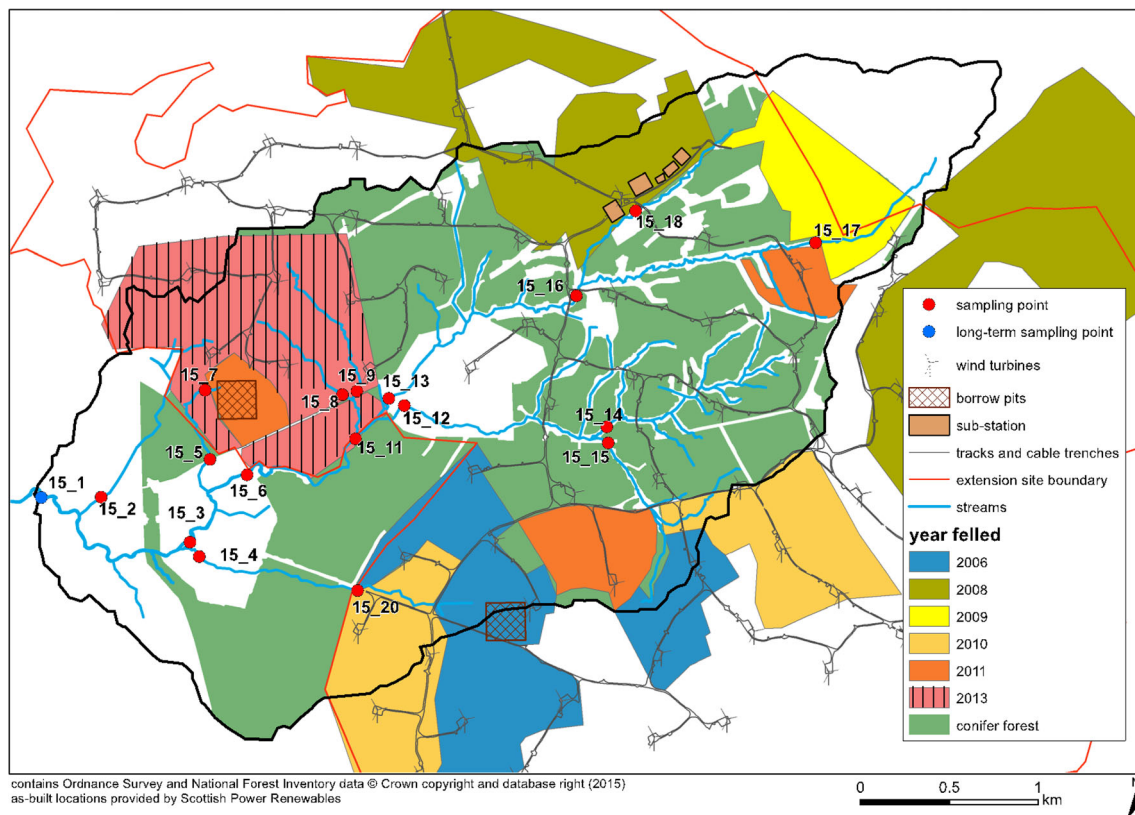 15_18
15_17
15_16
15_7
15_9
15_13
15_8
15_12
15_14
15_11
15_15
15_5
15_6
15_1
15_2
15_3
15_4
15_20
sampling point
long-term sampling point
wind turbines
borrow pits
sub-station
tracks and cable trenches
extension site boundary
streams
year felled
2006
2008
2009
2010
2011
2013
conifer forest
contains Ordnance Survey and National Forest Inventory data © Crown copyright and database right (2015)
as-built locations provided by Scottish Power Renewables
0 0.5 1
km
N